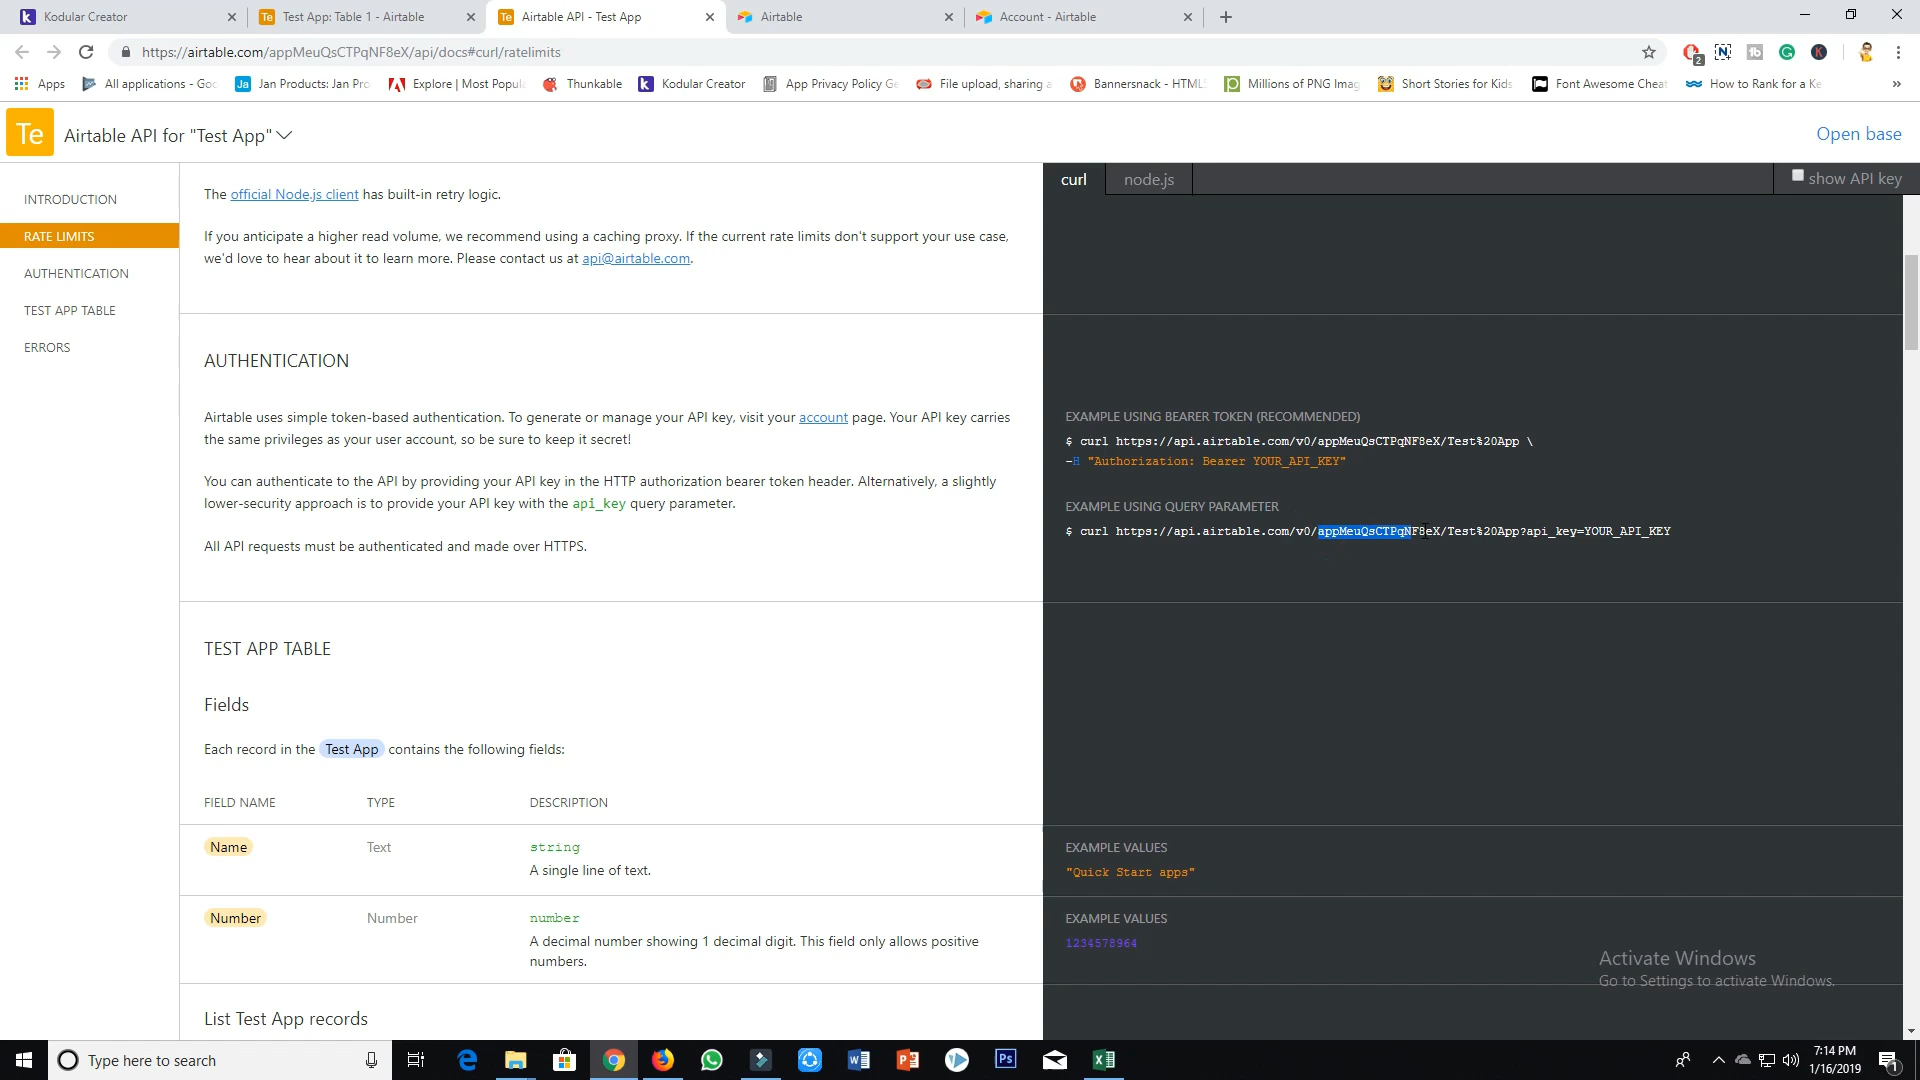 Kodular Creator
Te
Test App: Table 1 - Airtable
Te
Airtable API - Test App
Airtable
Account - Airtable
https://airtable.com/appMeuQsCTPqNF8eX/api/docs#curl/ratelimits
2
Apps
All applications - Goo
Ja
Jan Products: Jan Pro
Explore | Most Popula
Thunkable
Kodular Creator
App Privacy Policy Ge
File upload, sharing a
Bannersnack - HTML5
Millions of PNG Imag
Short Stories for Kids
Font Awesome Cheat
How to Rank for a Ke
»
Te
Airtable API for "Test App"
Open base
INTRODUCTION
RATE LIMITS
AUTHENTICATION
TEST APP TABLE
ERRORS
The official Node.js client has built-in retry logic.
If you anticipate a higher read volume, we recommend using a caching proxy. If the current rate limits don't support your use case,
we'd love to hear about it to learn more. Please contact us at api@airtable.com.
AUTHENTICATION
Airtable uses simple token-based authentication. To generate or manage your API key, visit your account page. Your API key carries
the same privileges as your user account, so be sure to keep it secret!
You can authenticate to the API by providing your API key in the HTTP authorization bearer token header. Alternatively, a slightly
lower-security approach is to provide your API key with the api_key query parameter.
All API requests must be authenticated and made over HTTPS.
TEST APP TABLE
Fields
Each record in the Test App contains the following fields:
FIELD NAME TYPE DESCRIPTION
Name Text string
A single line of text.
Number Number number
A decimal number showing 1 decimal digit. This field only allows positive
numbers.
List Test App records
curl
node.js
show API key
EXAMPLE USING BEARER TOKEN (RECOMMENDED)
$ curl https://api.airtable.com/v0/appMeuQsCTPqNF8eX/Test%20App \
-H "Authorization: Bearer YOUR_API_KEY"
EXAMPLE USING QUERY PARAMETER
$ curl https://api.airtable.com/v0/appMeuQsCTPqNF8eX/Test%20App?api_key=YOUR_API_KEY
EXAMPLE VALUES
"Quick Start apps"
EXAMPLE VALUES
1234578964
Activate Windows
Go to Settings to activate Windows.
Type here to search
Ps
7:14 PM
1/16/2019
1